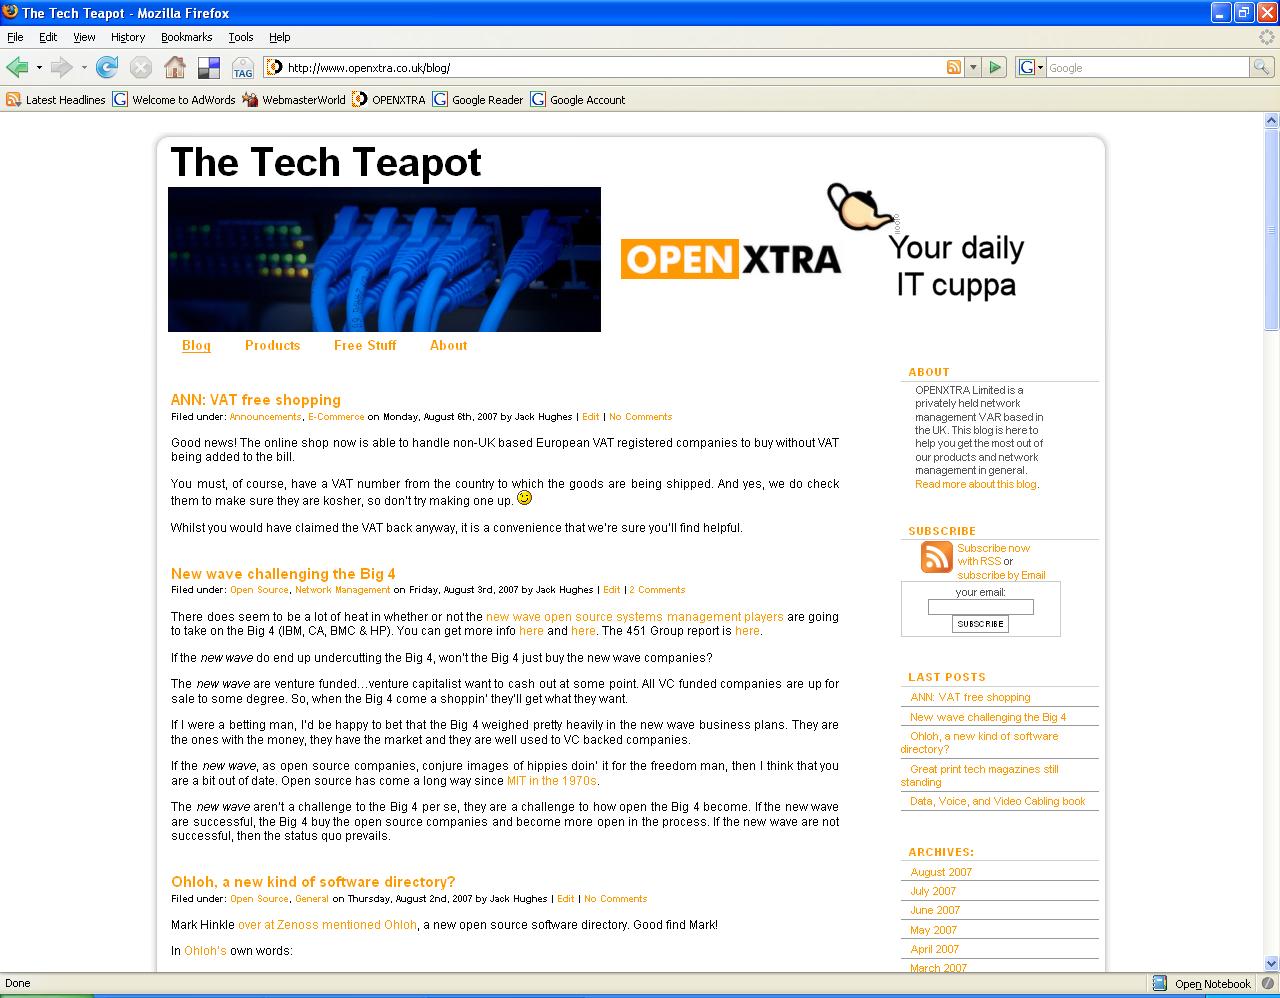 The Tech Teapot - Mozilla Firefox
File Edit View History Bookmarks Tools Help
TAG http://www.openxtra.co.uk/blog/ G Google
Latest Headlines G Welcome to AdWords WebmasterWorld OPENXTRA G Google Reader G Google Account
The Tech Teapot
OPENXTRA
Your daily
IT cuppa
Blog Products Free Stuff About
ANN: VAT free shopping
Filed under: Announcements, E-Commerce on Monday, August 6th, 2007 by Jack Hughes | Edit | No Comments
Good news! The online shop now is able to handle non-UK based European VAT registered companies to buy without VAT
being added to the bill.
You must, of course, have a VAT number from the country to which the goods are being shipped. And yes, we do check
them to make sure they are kosher, so don't try making one up.
Whilst you would have claimed the VAT back anyway, it is a convenience that we're sure you'll find helpful.
New wave challenging the Big 4
Filed under: Open Source, Network Management on Friday, August 3rd, 2007 by Jack Hughes | Edit | 2 Comments
There does seem to be a lot of heat in whether or not the new wave open source systems management players are going
to take on the Big 4 (IBM, CA, BMC & HP). You can get more info here and here. The 451 Group report is here.
If the new wave do end up undercutting the Big 4, won't the Big 4 just buy the new wave companies?
The new wave are venture funded…venture capitalist want to cash out at some point. All VC funded companies are up for
sale to some degree. So, when the Big 4 come a shoppin' they'll get what they want.
If I were a betting man, I'd be happy to bet that the Big 4 weighed pretty heavily in the new wave business plans. They are
the ones with the money, they have the market and they are well used to VC backed companies.
If the new wave, as open source companies, conjure images of hippies doin' it for the freedom man, then I think that you
are a bit out of date. Open source has come a long way since MIT in the 1970s.
The new wave aren't a challenge to the Big 4 per se, they are a challenge to how open the Big 4 become. If the new wave
are successful, the Big 4 buy the open source companies and become more open in the process. If the new wave are not
successful, then the status quo prevails.
Ohloh, a new kind of software directory?
Filed under: Open Source, General on Thursday, August 2nd, 2007 by Jack Hughes | Edit | No Comments
Mark Hinkle over at Zenoss mentioned Ohloh, a new open source software directory. Good find Mark!
In Ohloh's own words:
ABOUT
OPENXTRA Limited is a
privately held network
management VAR based in
the UK. This blog is here to
help you get the most out of
our products and network
management in general.
Read more about this blog.
SUBSCRIBE
Subscribe now
with RSS or
subscribe by Email
your email:
SUBSCRIBE
LAST POSTS
ANN: VAT free shopping
New wave challenging the Big 4
Ohloh, a new kind of software
directory?
Great print tech magazines still
standing
Data, Voice, and Video Cabling book
ARCHIVES:
August 2007
July 2007
June 2007
May 2007
April 2007
March 2007
Done Open Notebook